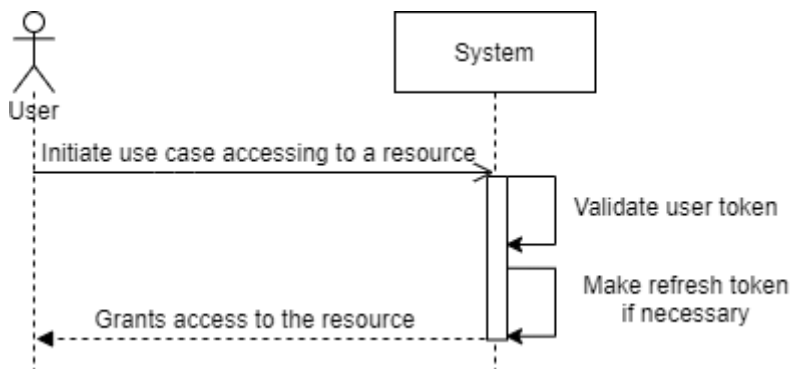 System
User
Initiate use case accessing to a resource
Validate user token
Make refresh token
if necessary
Grants access to the resource